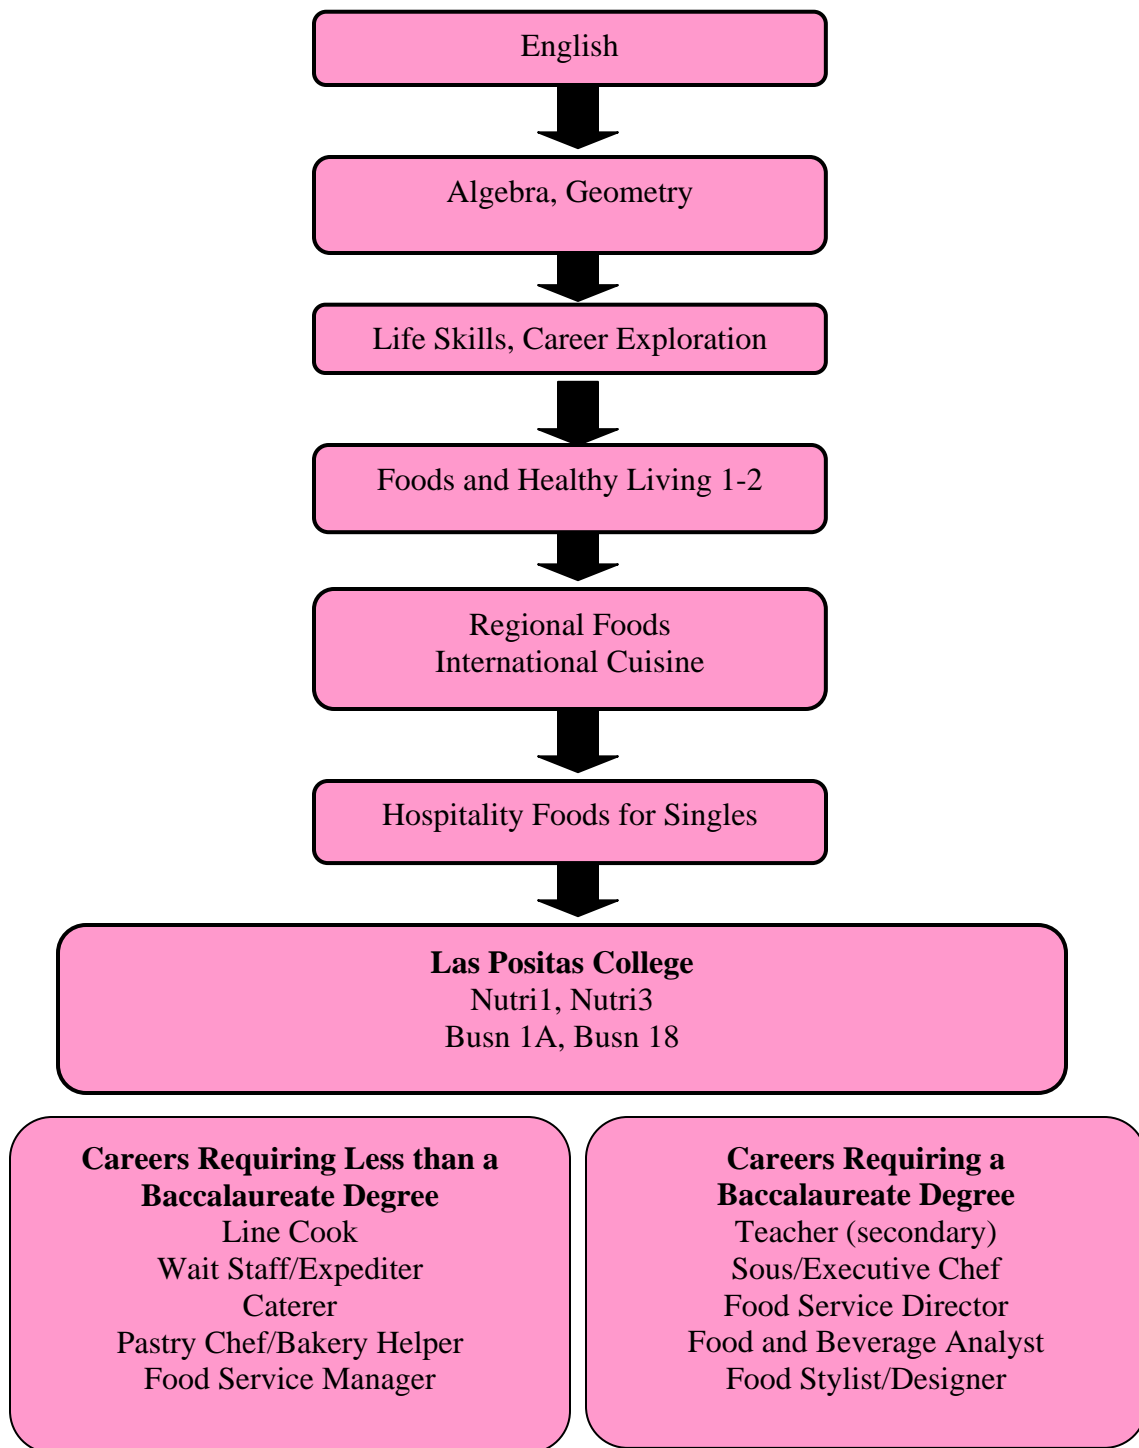 English
Algebra, Geometry
Life Skills, Career Exploration
Foods and Healthy Living 1-2
Regional Foods
International Cuisine
Hospitality Foods for Singles
Las Positas College
Nutri1, Nutri3
Busn 1A, Busn 18
Careers Requiring Less than a
Baccalaureate Degree
Line Cook
Wait Staff/Expediter
Caterer
Pastry Chef/Bakery Helper
Food Service Manager
Careers Requiring a
Baccalaureate Degree
Teacher (secondary)
Sous/Executive Chef
Food Service Director
Food and Beverage Analyst
Food Stylist/Designer